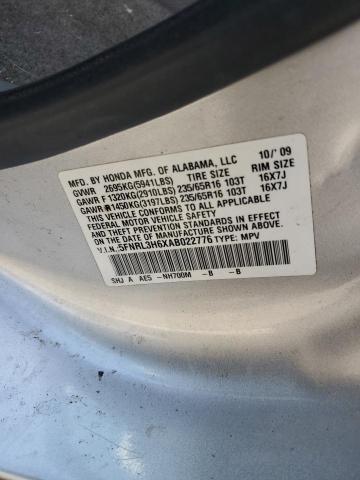 MFD. BY HONDA MFG. OF ALABAMA, LLC 10/'09
GVWR 2695KG(5941LBS) TIRE SIZE RIM SIZE
GAWR F 1320KG(2910LBS) 235/65R16 103T 16X7J
GAWR R 1450KG(3197LBS) 235/65R16 103T 16X7J
THIS VEHICLE CONFORMS TO ALL APPLICABLE
FEDERAL MOTOR VEHICLE SAFETY AND
THEFT PREVENTION STANDARDS IN EFFECT ON THE DATE OF MANUFACTURE SHOWN ABOVE.
V.I.N.:5FNRL3H6XAB022776 TYPE: MPV
SHJ A AES -NH700M -B -B